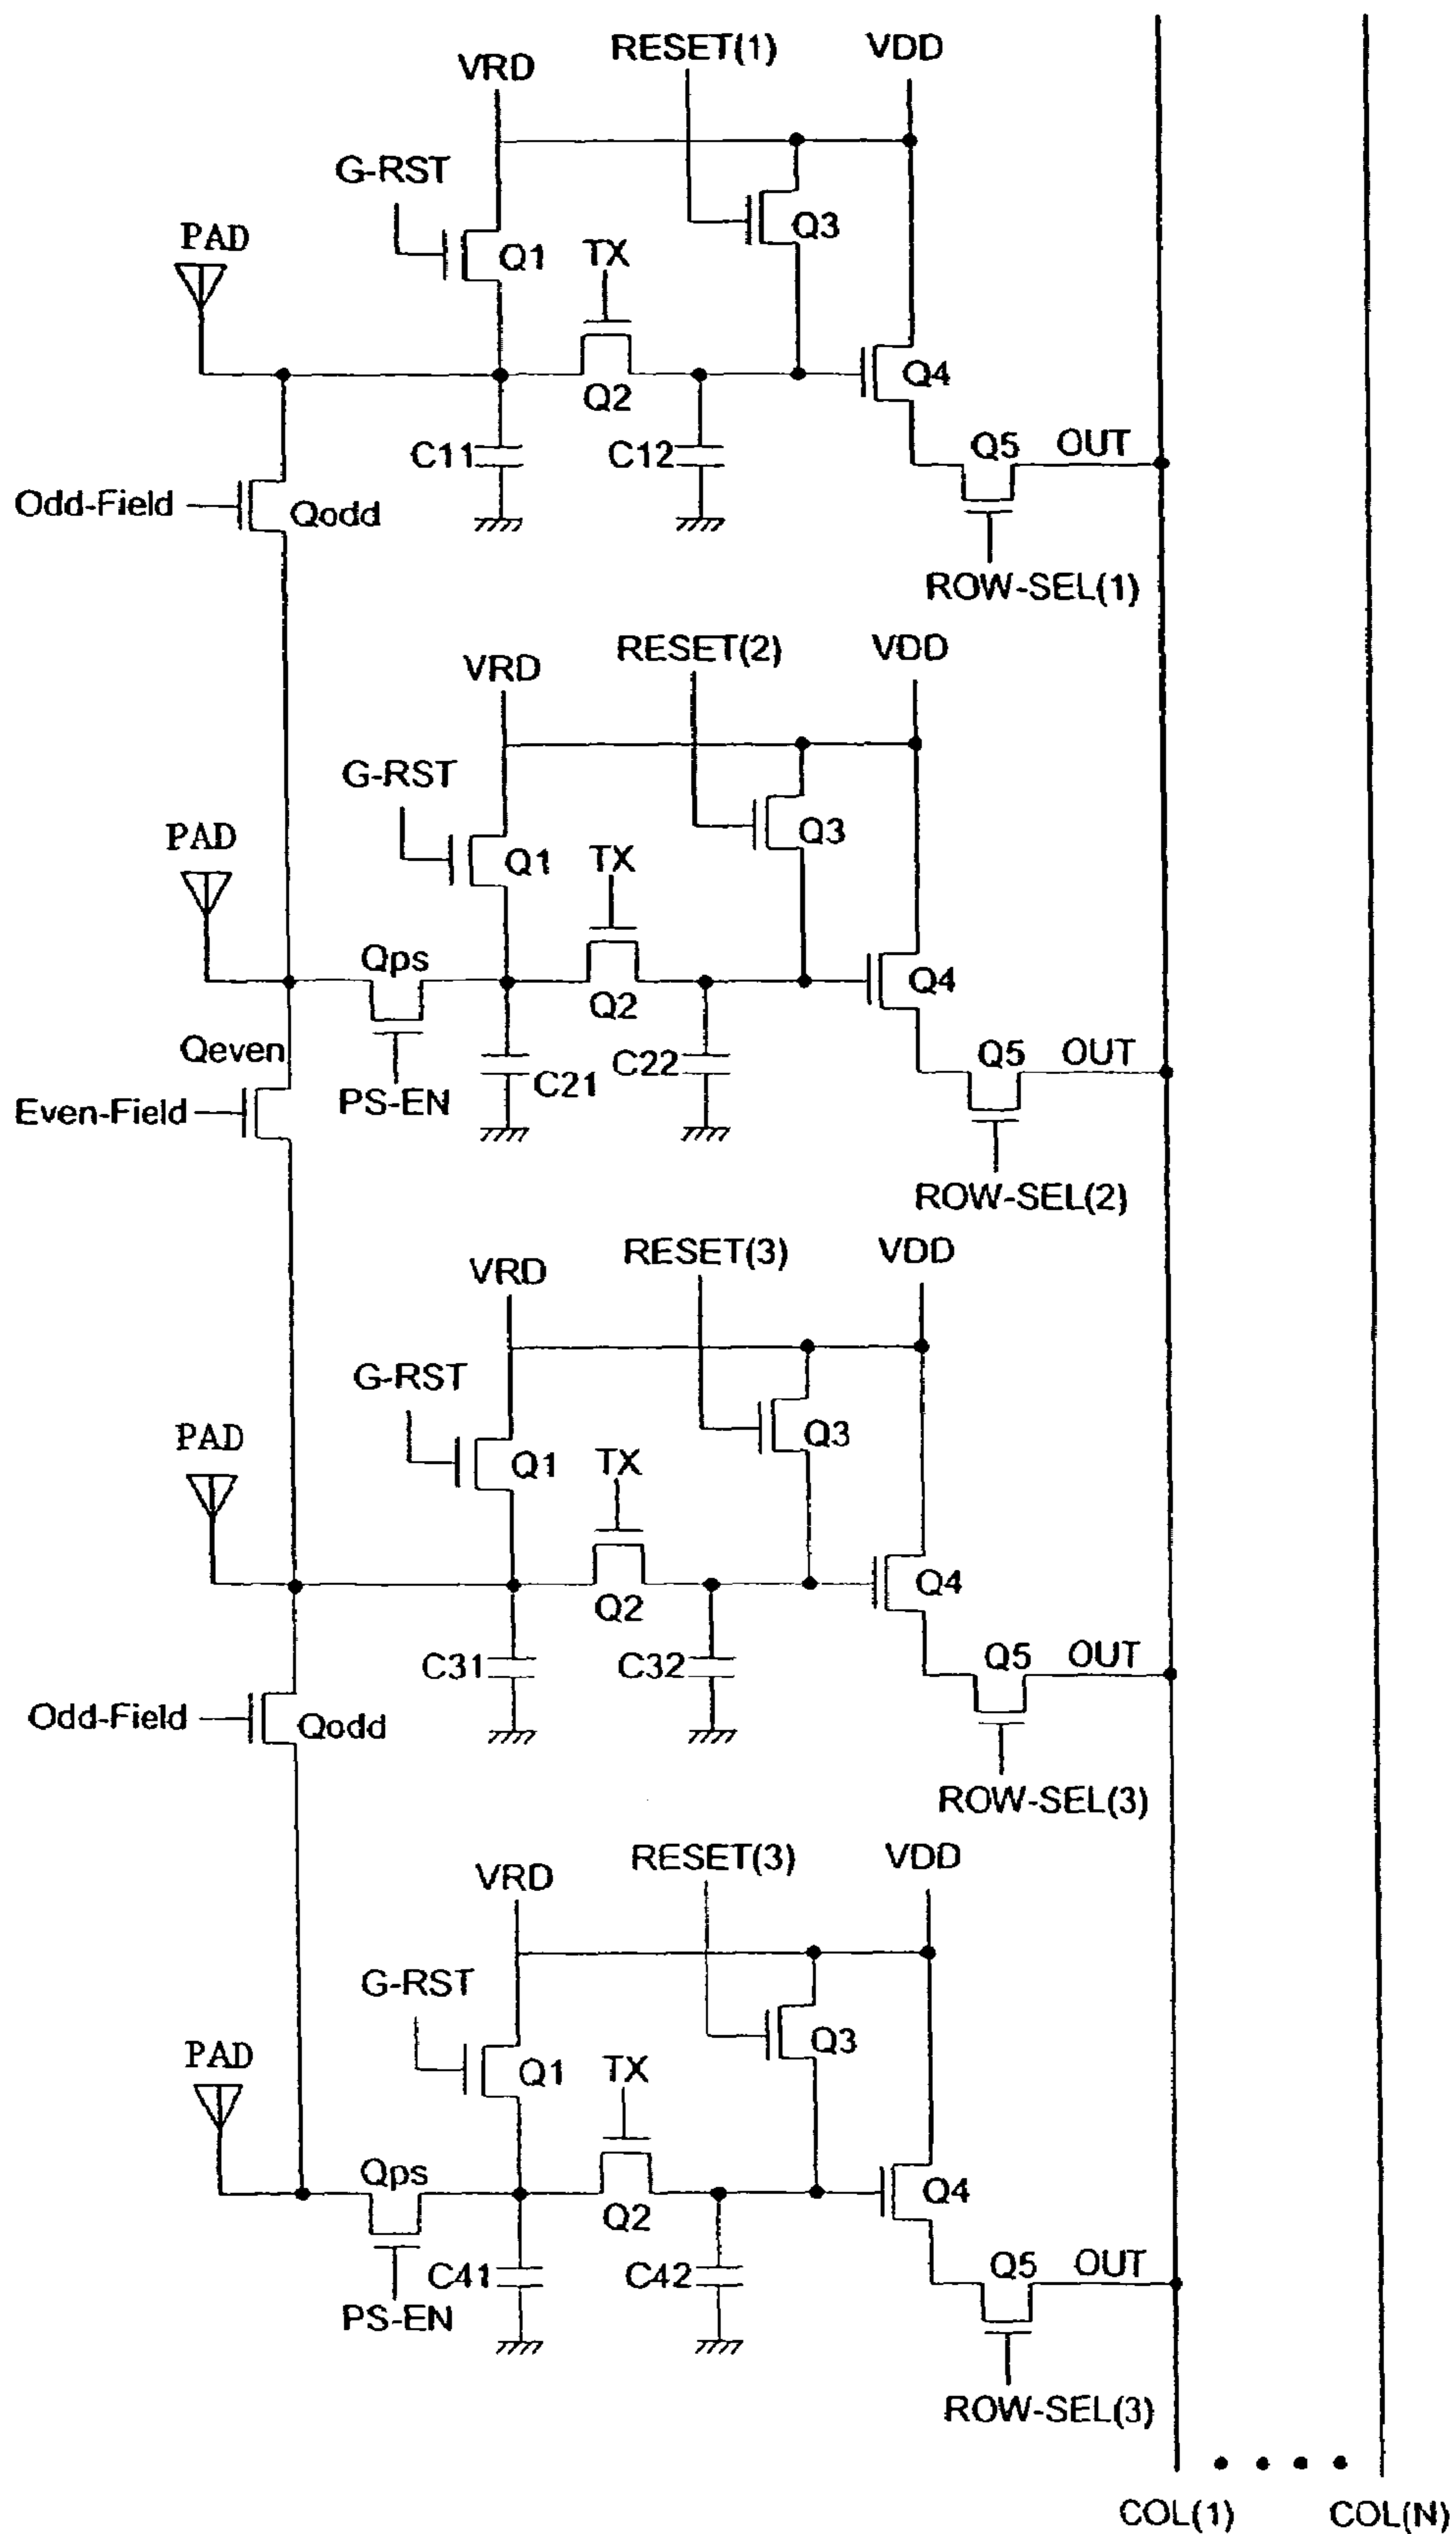 RESET(1)
VDD
VRD
G-RST
Q3
PAD
Q1
TX
Q4
Q2
C11
C12
Q5
OUT
Odd-Field
Qodd
ROW-SEL(1)
RESET(2)
VDD
VRD
G-RST
Q3
PAD
Q1
TX
Qps
Q4
Q2
Qeven
C21
C22
Q5
OUT
PS-EN
Even-Field
ROW-SEL(2)
RESET(3)
VDD
VRD
G-RST
Q3
PAD
Q1
TX
Q4
Q2
C31
C32
Q5
OUT
Odd-Field
Qodd
ROW-SEL(3)
RESET(3)
VDD
VRD
G-RST
Q3
PAD
Q1
TX
Qps
Q4
Q2
C41
C42
Q5
OUT
PS-EN
ROW-SEL(3)
COL(1)
COL(N)